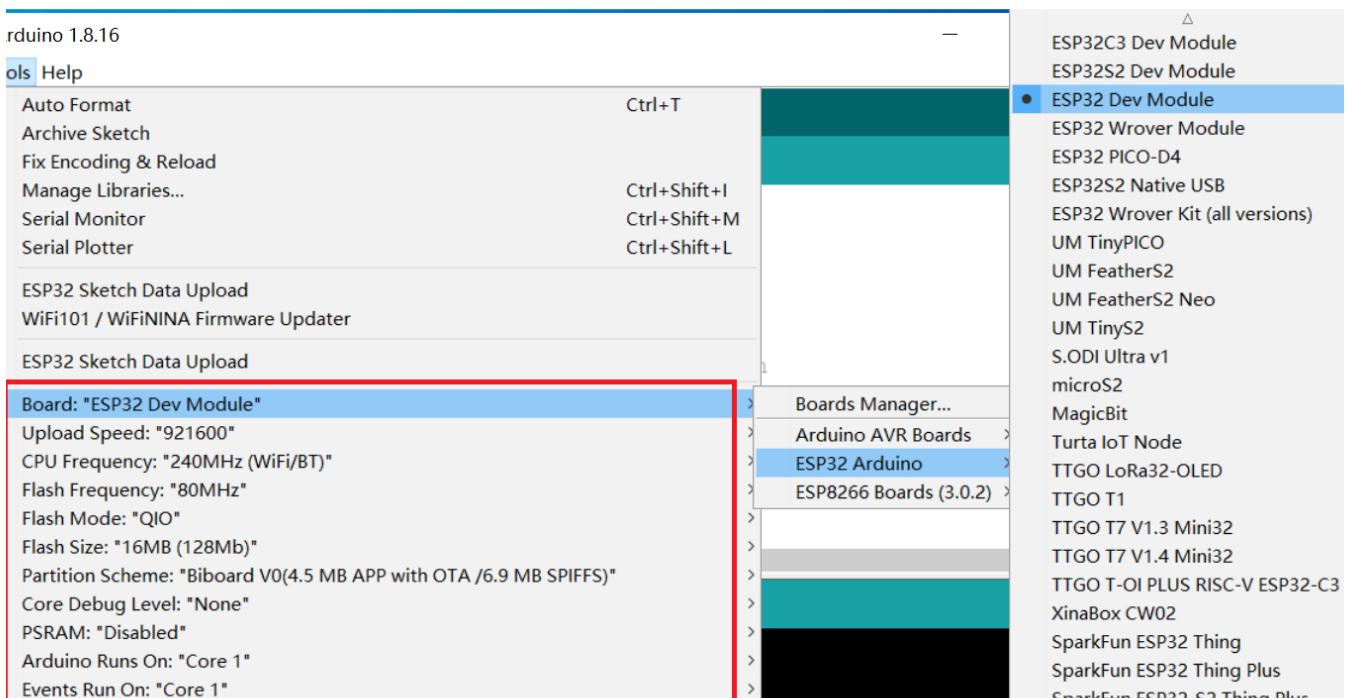 rduino 1.8.16
ols Help
Auto Format Ctrl+T
Archive Sketch
Fix Encoding & Reload
Manage Libraries... Ctrl+Shift+I
Serial Monitor Ctrl+Shift+M
Serial Plotter Ctrl+Shift+L
ESP32 Sketch Data Upload
WiFi101 / WiFiNINA Firmware Updater
ESP32 Sketch Data Upload
Board: "ESP32 Dev Module"
Upload Speed: "921600"
CPU Frequency: "240MHz (WiFi/BT)"
Flash Frequency: "80MHz"
Flash Mode: "QIO"
Flash Size: "16MB (128Mb)"
Partition Scheme: "Biboard V0(4.5 MB APP with OTA /6.9 MB SPIFFS)"
Core Debug Level: "None"
PSRAM: "Disabled"
Arduino Runs On: "Core 1"
Events Run On: "Core 1"
Boards Manager...
Arduino AVR Boards
ESP32 Arduino
ESP8266 Boards (3.0.2)
ESP32C3 Dev Module
ESP32S2 Dev Module
ESP32 Dev Module
ESP32 Wrover Module
ESP32 PICO-D4
ESP32S2 Native USB
ESP32 Wrover Kit (all versions)
UM TinyPICO
UM FeatherS2
UM FeatherS2 Neo
UM TinyS2
S.ODI Ultra v1
microS2
MagicBit
Turta IoT Node
TTGO LoRa32-OLED
TTGO T1
TTGO T7 V1.3 Mini32
TTGO T7 V1.4 Mini32
TTGO T-OI PLUS RISC-V ESP32-C3
XinaBox CW02
SparkFun ESP32 Thing
SparkFun ESP32 Thing Plus
SparkFun ESP32-S2 Thing Plus